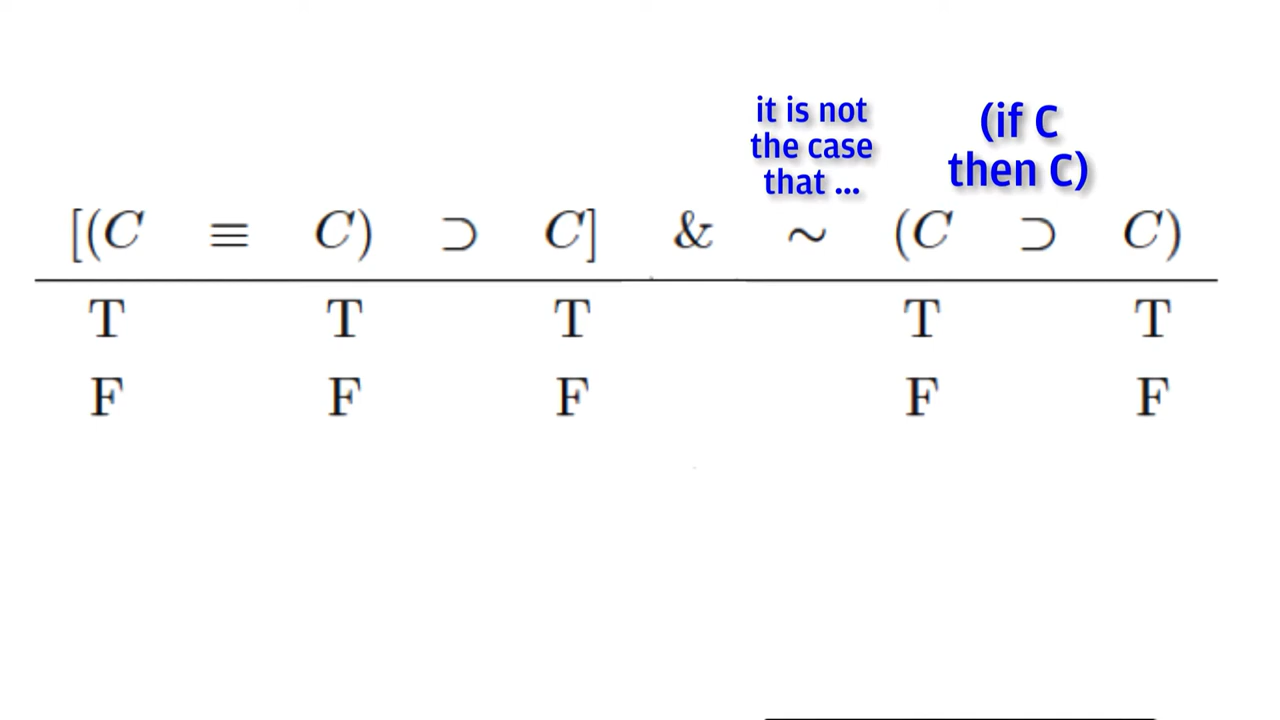 it is not
the case
that ...
(if C
then C)
[(C ≡ C) ⊃ C] & ∼ (C ⊃ C)
T T T T T
F F F F F